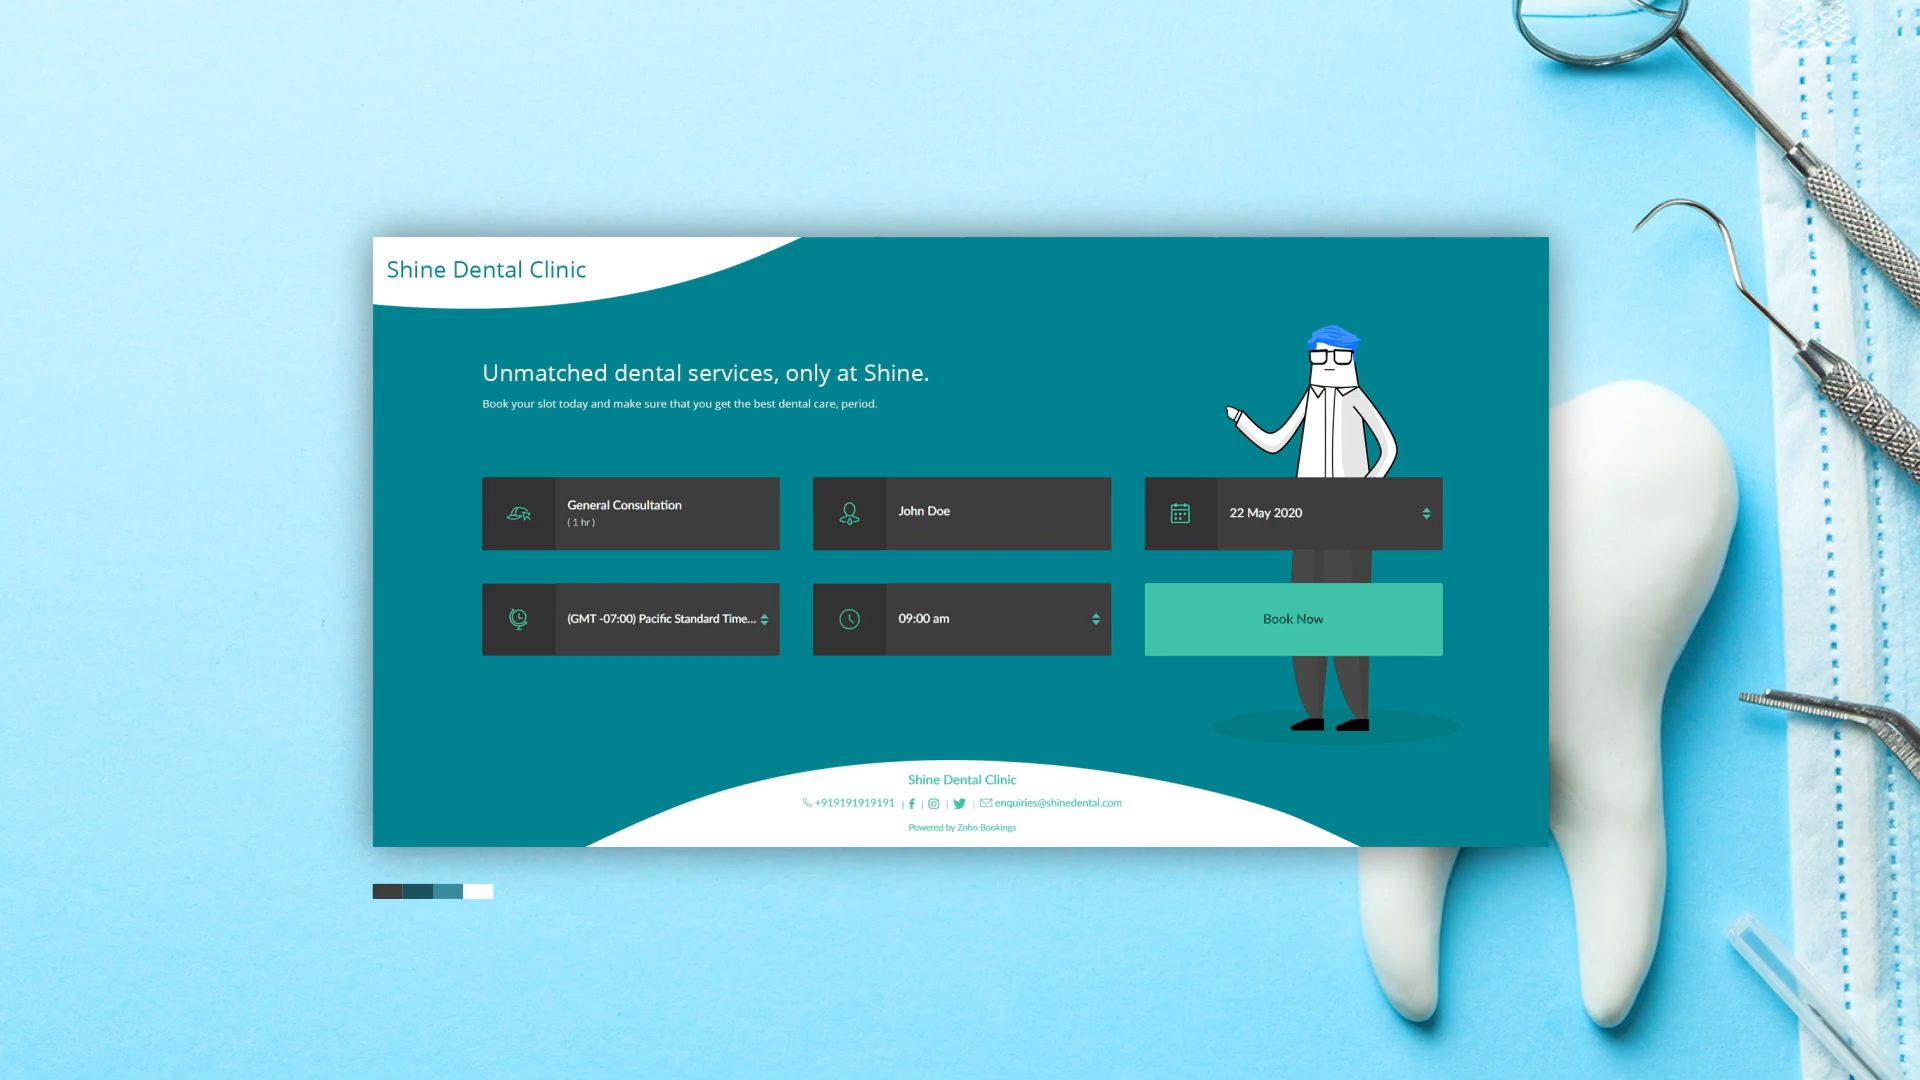 Shine Dental Clinic
Unmatched dental services, only at Shine.
Book your slot today and make sure that you get the best dental care, period.
General Consultation
( 1 hr )
John Doe
22 May 2020
(GMT -07:00) Pacific Standard Time...
09:00 am
Book Now
Shine Dental Clinic
+919191919191 | | | | enquiries@shinedental.com
Powered by Zoho Bookings